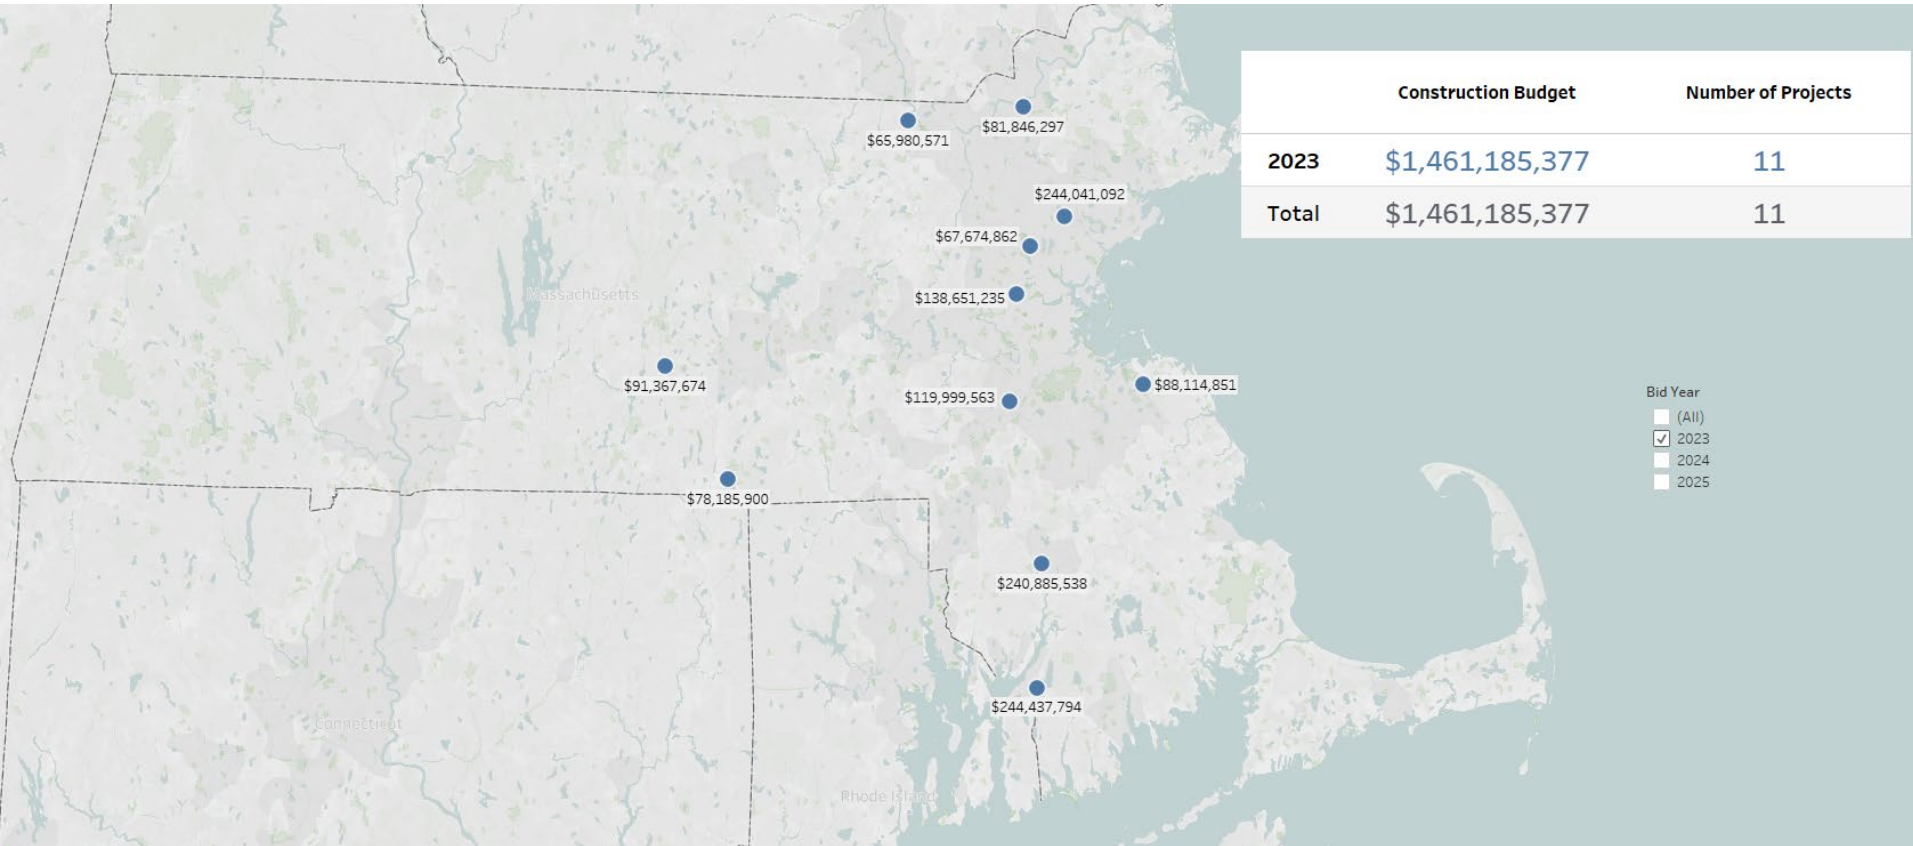 Construction Budget Number of Projects
2023 $1,461,185,377 11
Total $1,461,185,377 11
$81,846,297
$65,980,571
$244,041,092
$67,674,862
Massachusetts
$138,651,235
$91,367,674
$88,114,851
$119,999,563
Bid Year
(All)
2023
2024
2025
$78,185,900
$240,885,538
$244,437,794
Connecticut
Rhode Island